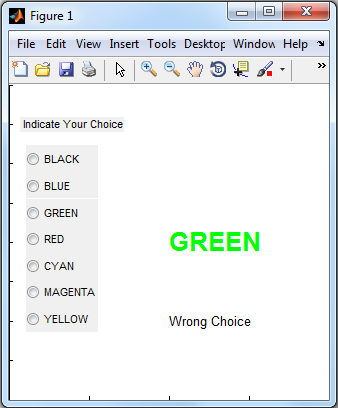 Figure 1
File Edit View Insert Tools Desktop Window Help
»
Indicate Your Choice
BLACK
BLUE
GREEN
RED
CYAN
MAGENTA
YELLOW
GREEN
Wrong Choice